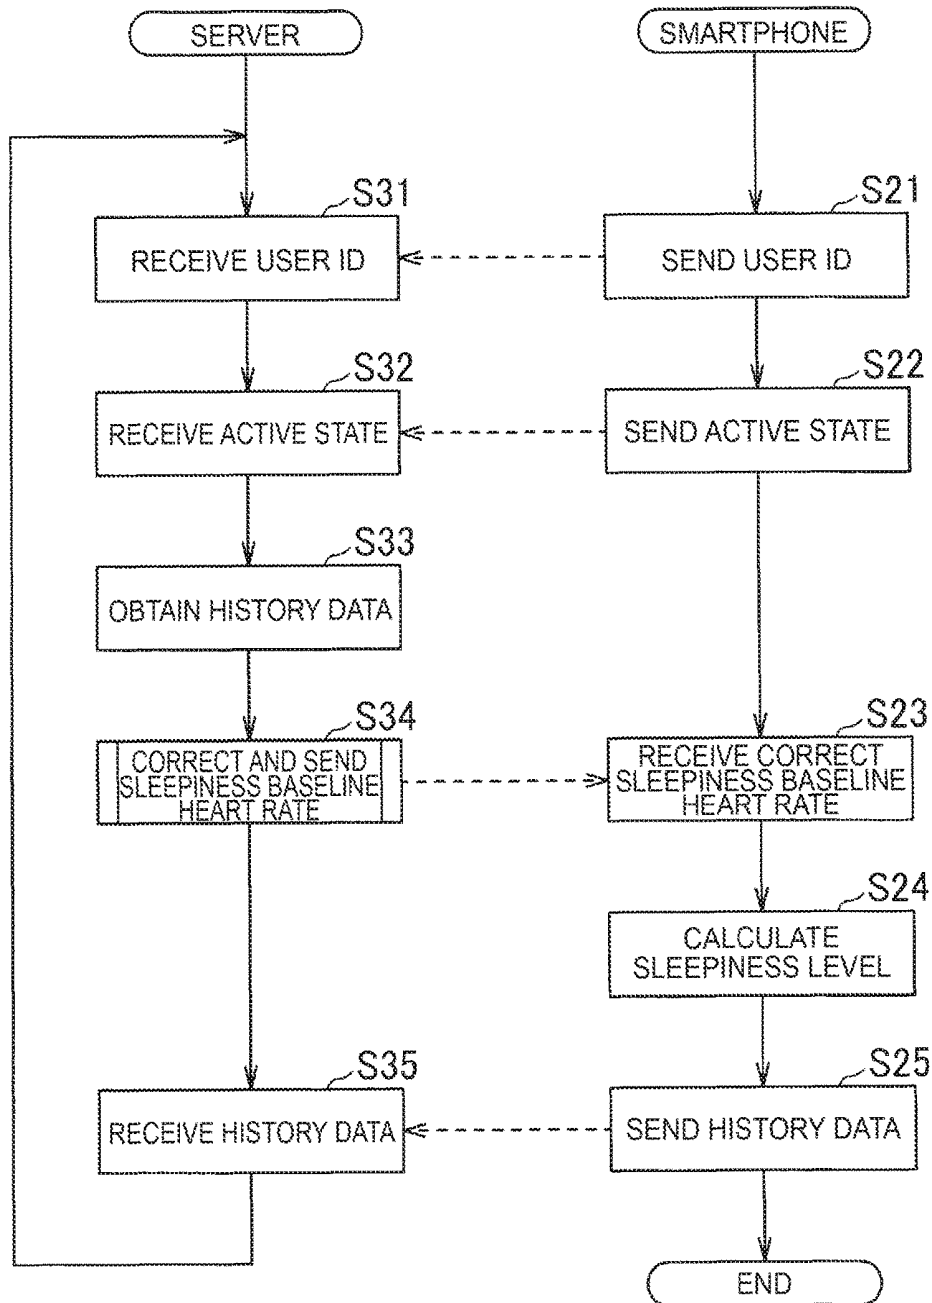 SERVER
SMARTPHONE
S31
S21
RECEIVE USER ID
SEND USER ID
S32
S22
RECEIVE ACTIVE STATE
SEND ACTIVE STATE
S33
OBTAIN HISTORY DATA
S34
S23
CORRECT AND SEND
SLEEPINESS BASELINE
HEART RATE
RECEIVE CORRECT
SLEEPINESS BASELINE
HEART RATE
S24
CALCULATE
SLEEPINESS LEVEL
S35
S25
RECEIVE HISTORY DATA
SEND HISTORY DATA
END